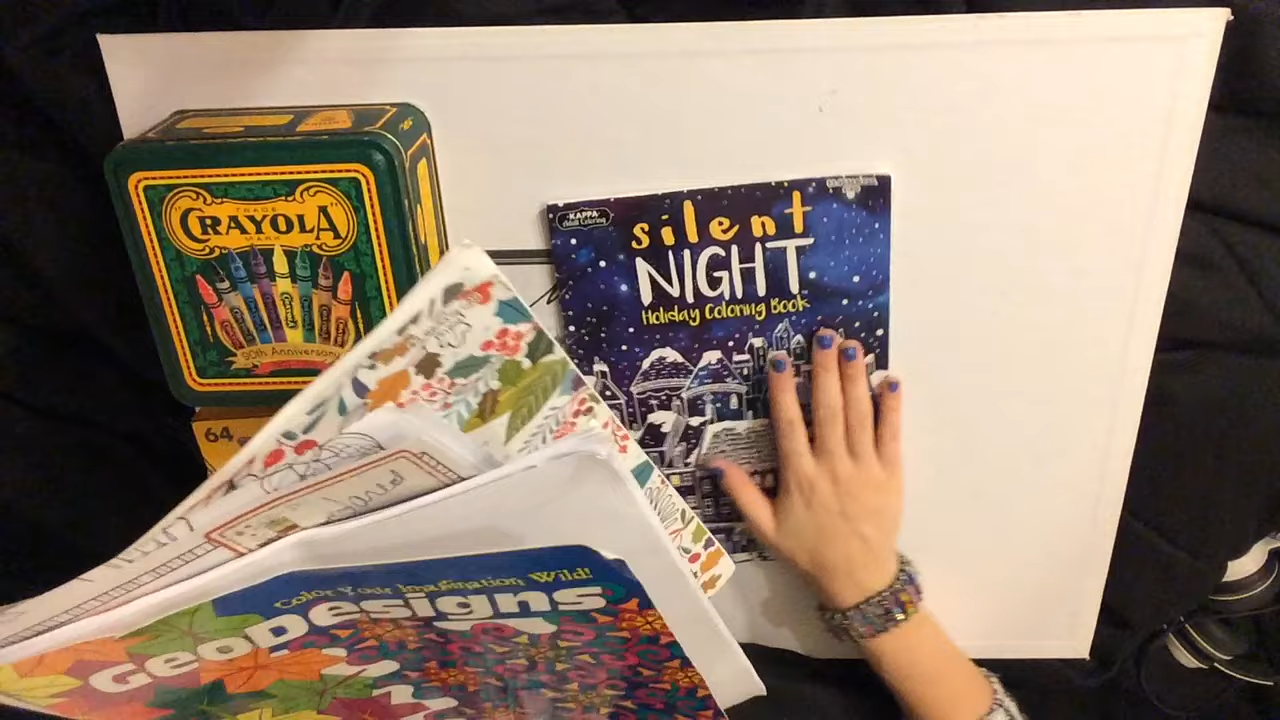 "CRAYOLA"
TRADE
MARK
90th Anniversary
64
KAPPA
Adult Coloring
silent
NIGHT
Holiday Coloring Book
Color Your Imagination Wild!
GeoDesigns